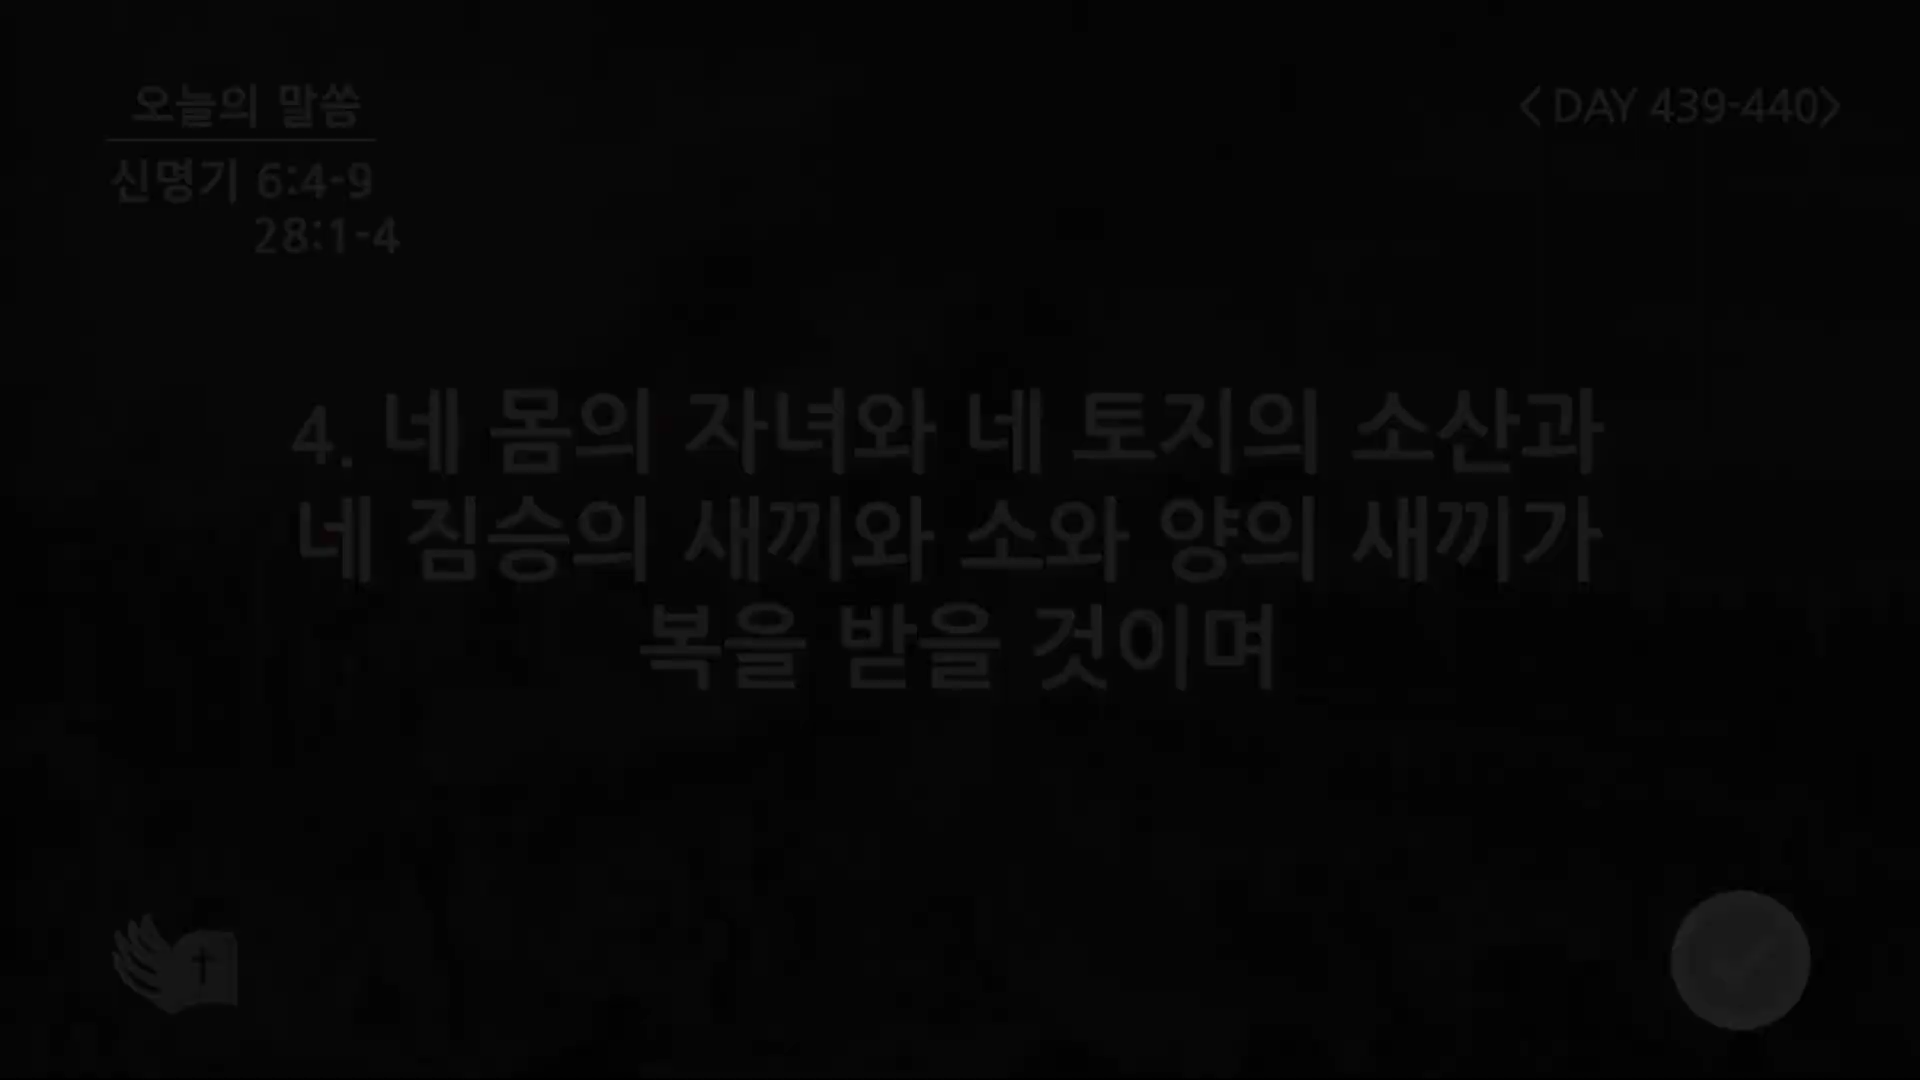 오늘의 말씀
신명기 6:4-9
28:1-4
<DAY 439-440>
4. 네 몸의 자녀와 네 토지의 소산과
네 짐승의 새끼와 소와 양의 새끼가
복을 받을 것이며